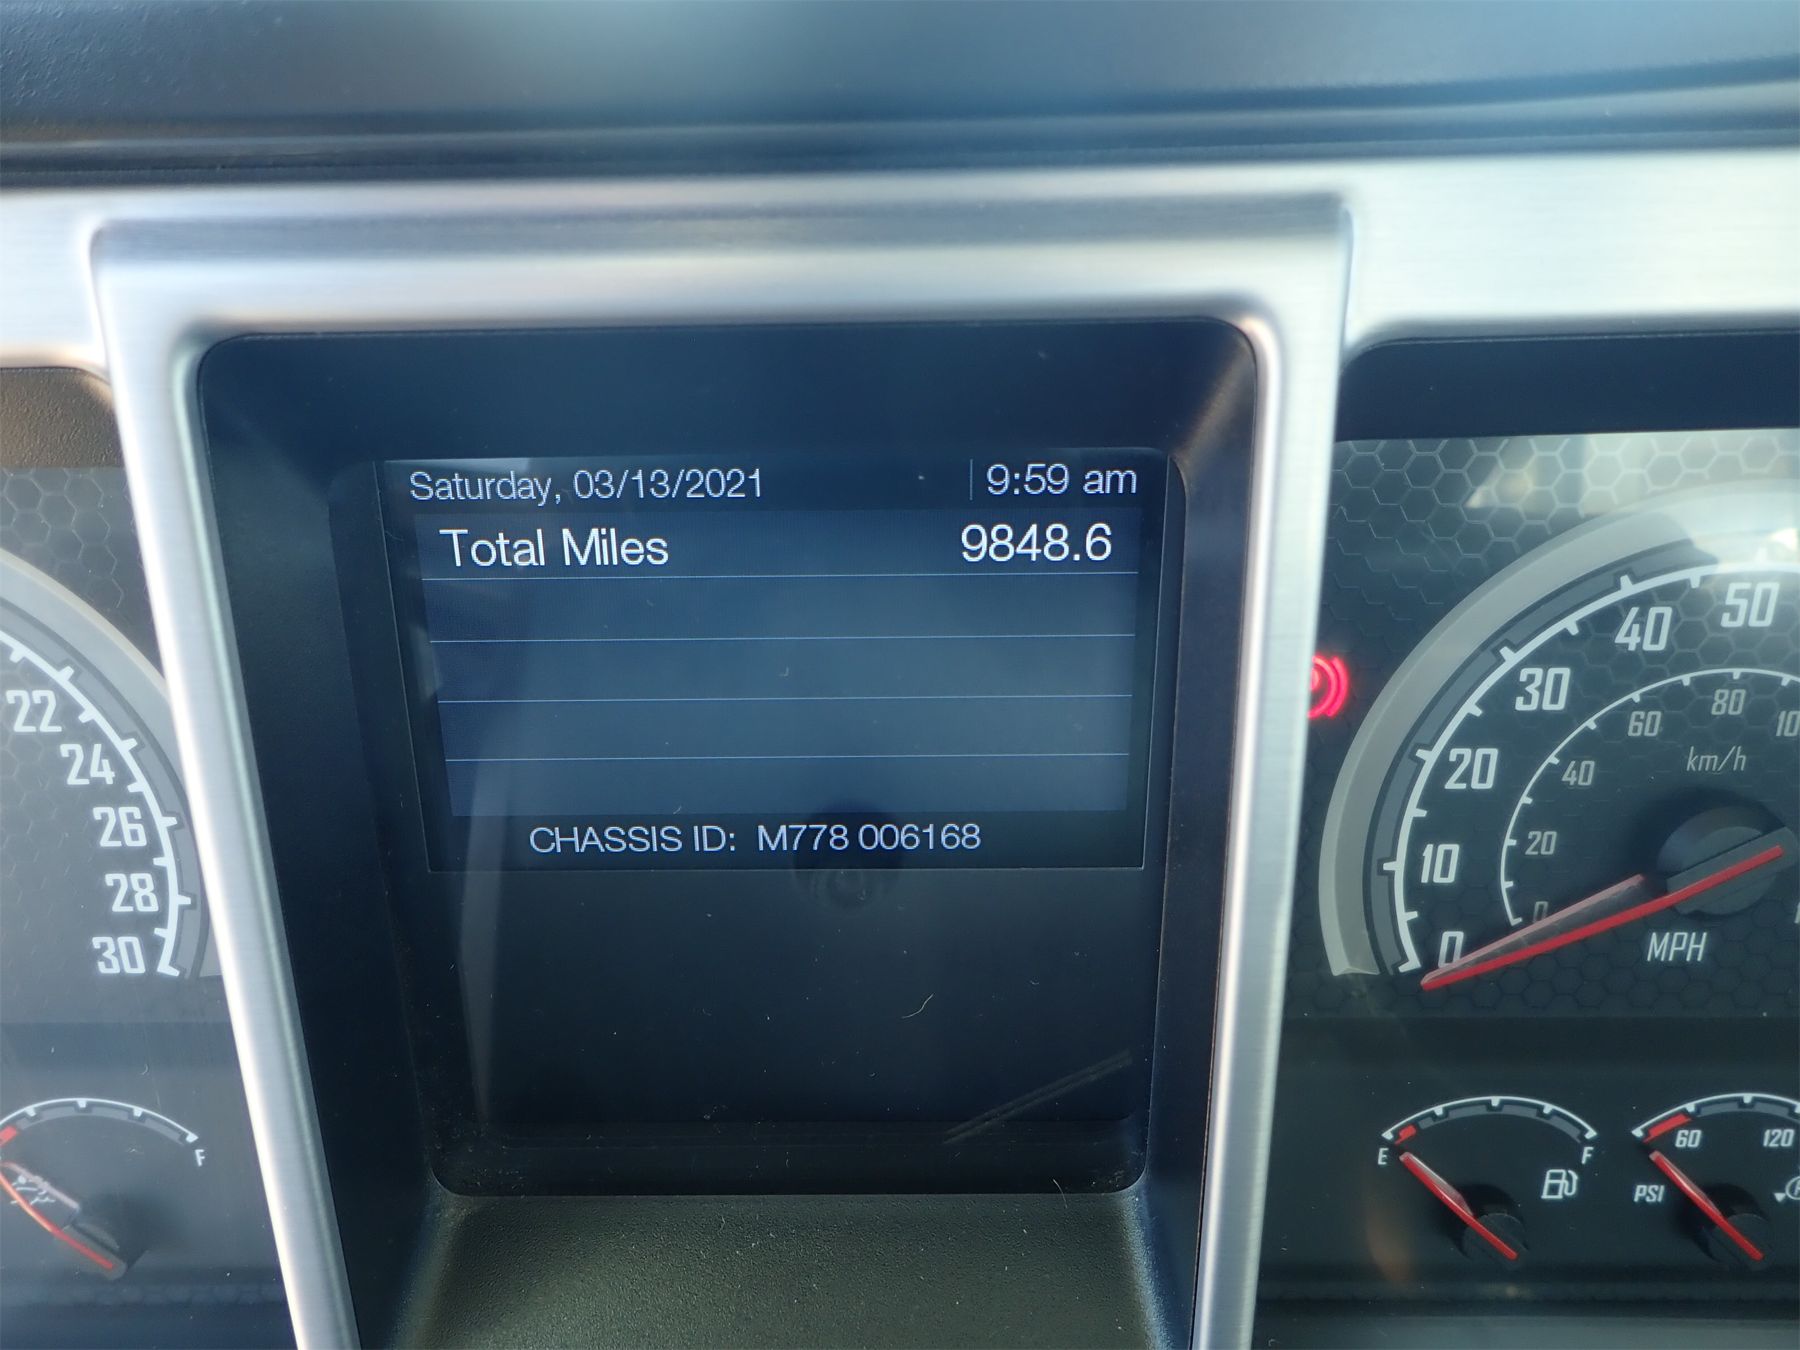 Saturday, 03/13/2021 9:59 am
Total Miles 9848.6
CHASSIS ID: M778 006168
22
24
26
28
30
F
50
40
30
20
10
0
MPH
80
60
40
20
0
km/h
E F
60 120
PSI